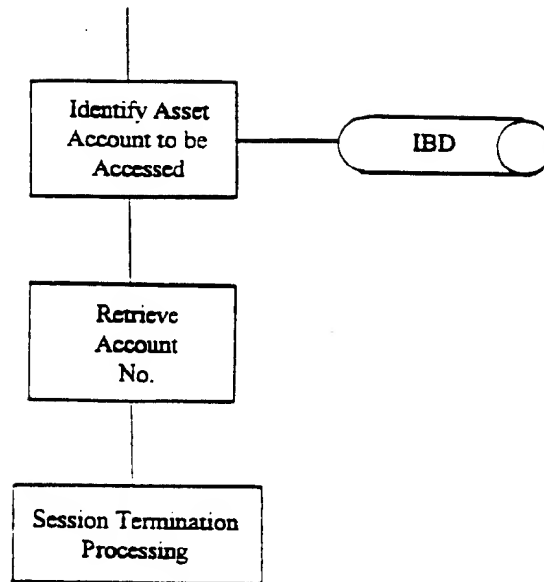 Identify Asset
Account to be
Accessed
IBD
Retrieve
Account
No.
Session Termination
Processing